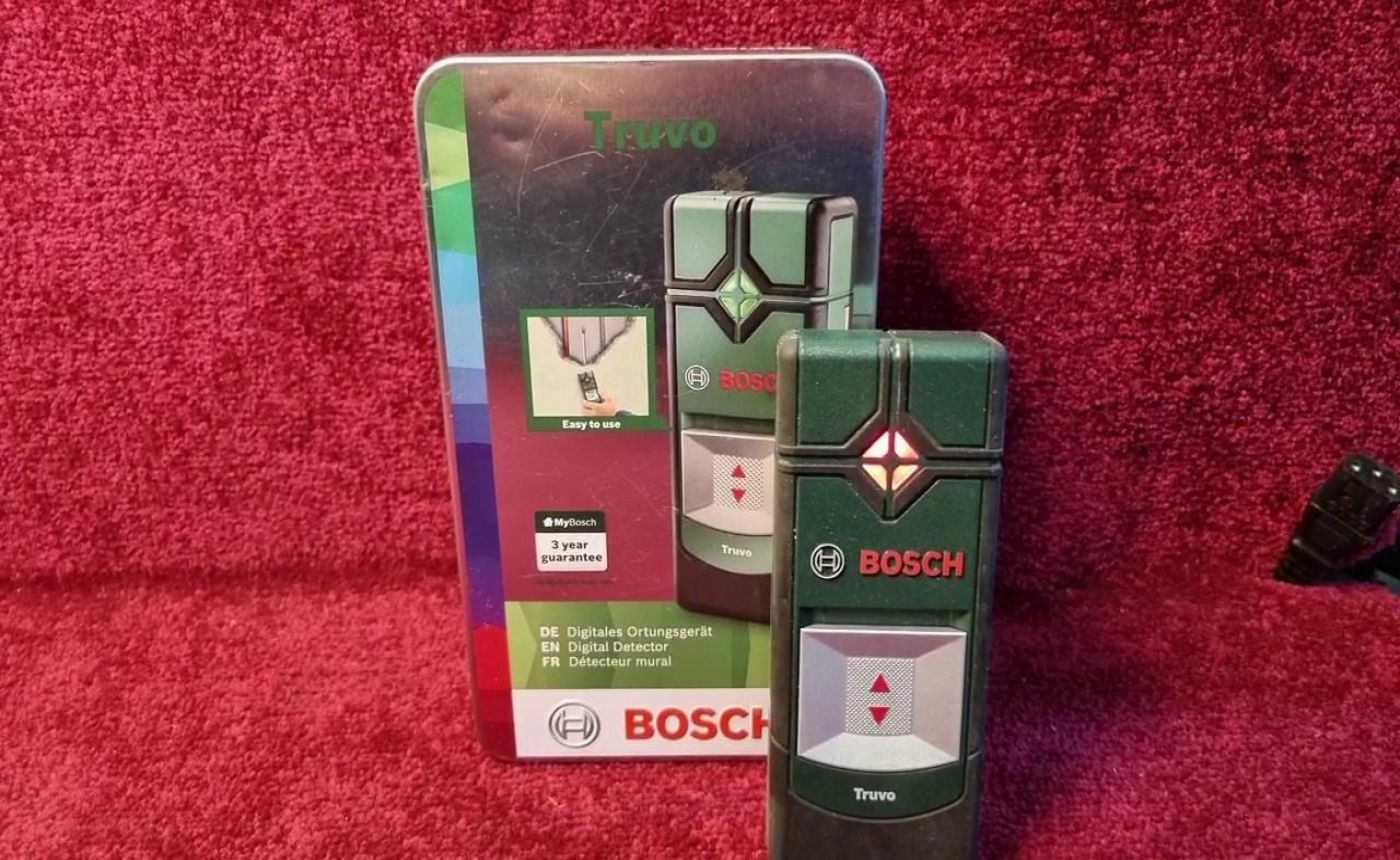 Truvo
BOSC
Easy to use
MyBosch
3 year
guarantee
Truvo
DE Digitales Ortungsgerät
EN Digital Detector
FR Détecteur mural
BOSCH
BOSCH
Truvo